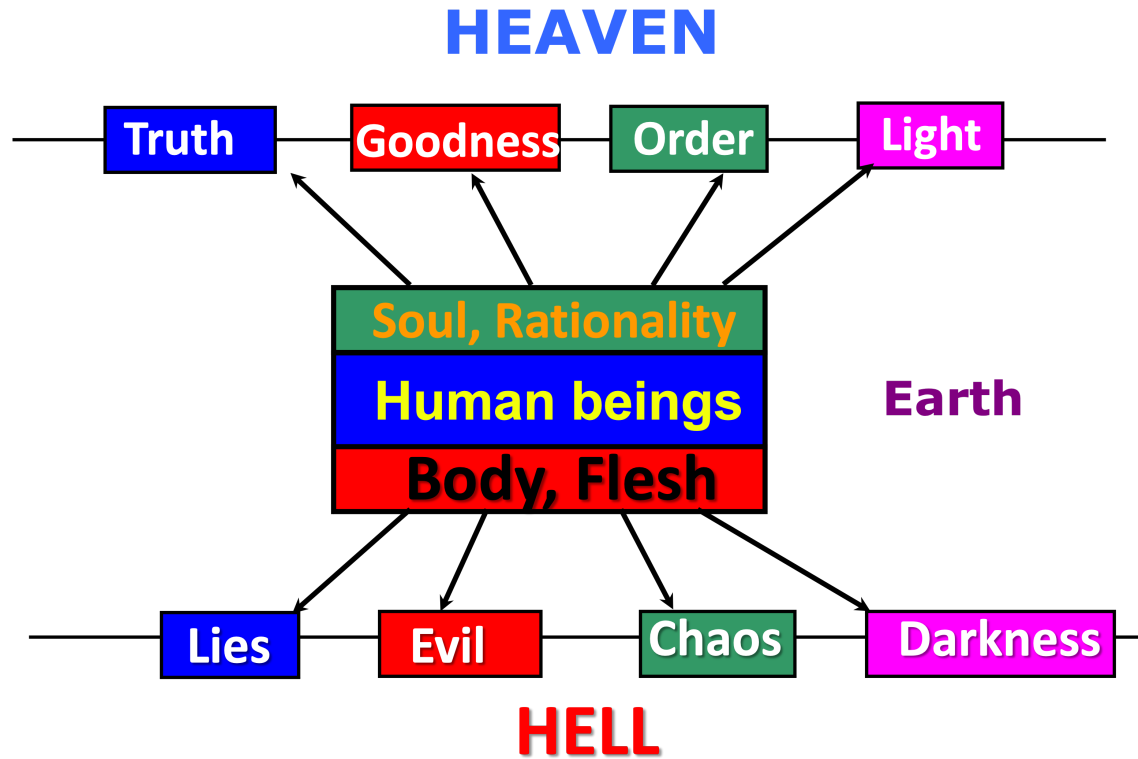 HEAVEN
Truth
Goodness
Order
Light
Soul, Rationality
Human beings
Earth
Body, Flesh
Lies
Evil
Chaos
Darkness
HELL